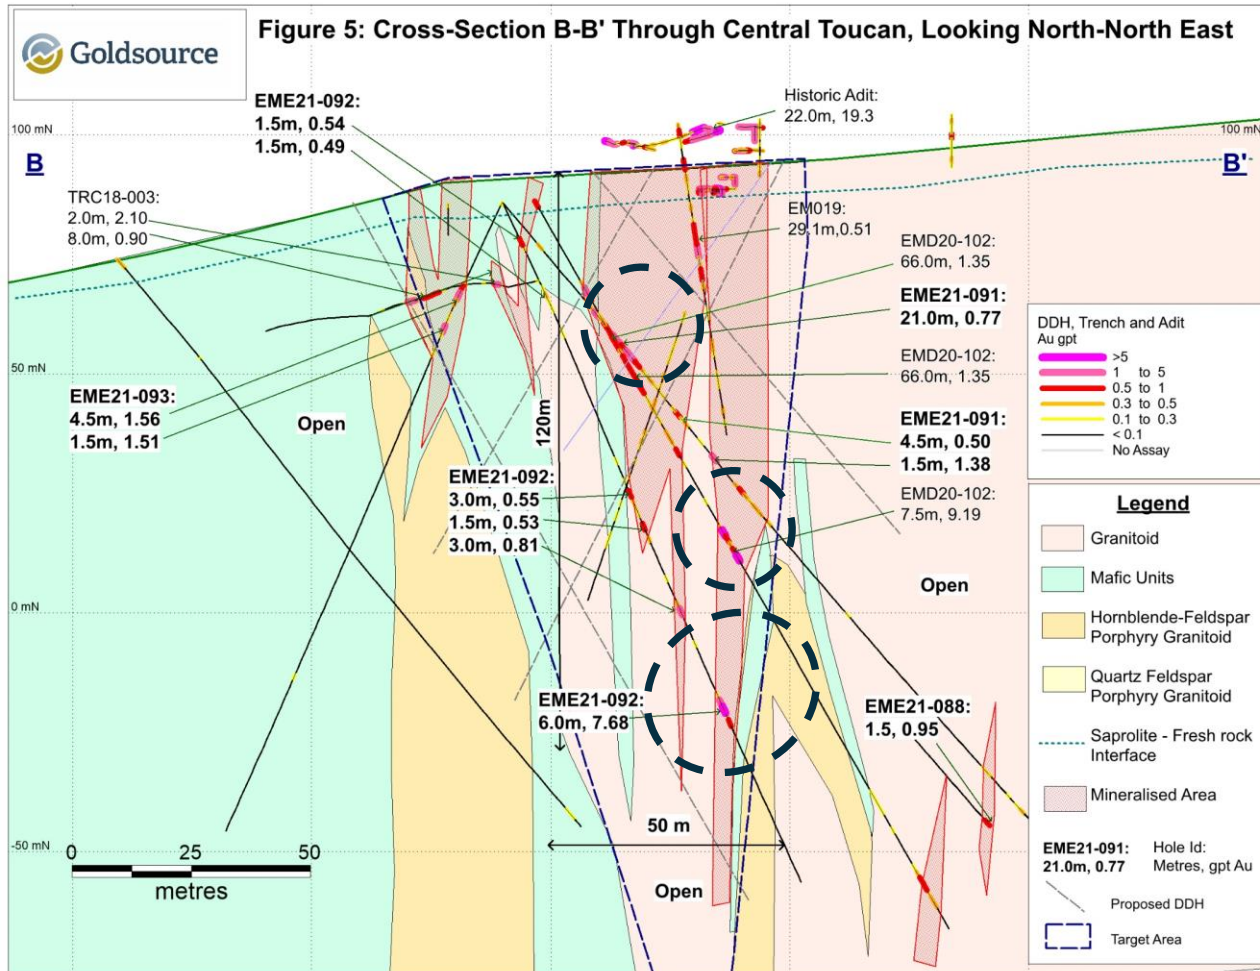 Goldsource
Figure 5: Cross-Section B-B' Through Central Toucan, Looking North-North East
EME21-092:
1.5m, 0.54
1.5m, 0.49
Historic Adit:
22.0m, 19.3
100 mN
100 mN
B
B'
TRC18-003:
2.0m, 2.10
8.0m, 0.90
EM019:
29.1m,0.51
EMD20-102:
66.0m, 1.35
EME21-091:
21.0m, 0.77
EMD20-102:
66.0m, 1.35
50 mN
EME21-093:
4.5m, 1.56
1.5m, 1.51
Open
120m
EME21-091:
4.5m, 0.50
1.5m, 1.38
EME21-092:
3.0m, 0.55
1.5m, 0.53
3.0m, 0.81
EMD20-102:
7.5m, 9.19
Open
0 mN
EME21-092:
6.0m, 7.68
EME21-088:
1.5, 0.95
50 m
-50 mN
Open
0 25 50
metres
DDH, Trench and Adit
Au gpt
>5
1 to 5
0.5 to 1
0.3 to 0.5
0.1 to 0.3
< 0.1
No Assay
Legend
Granitoid
Mafic Units
Hornblende-Feldspar
Porphyry Granitoid
Quartz Feldspar
Porphyry Granitoid
Saprolite - Fresh rock
Interface
Mineralised Area
EME21-091: Hole Id:
21.0m, 0.77 Metres, gpt Au
Proposed DDH
Target Area